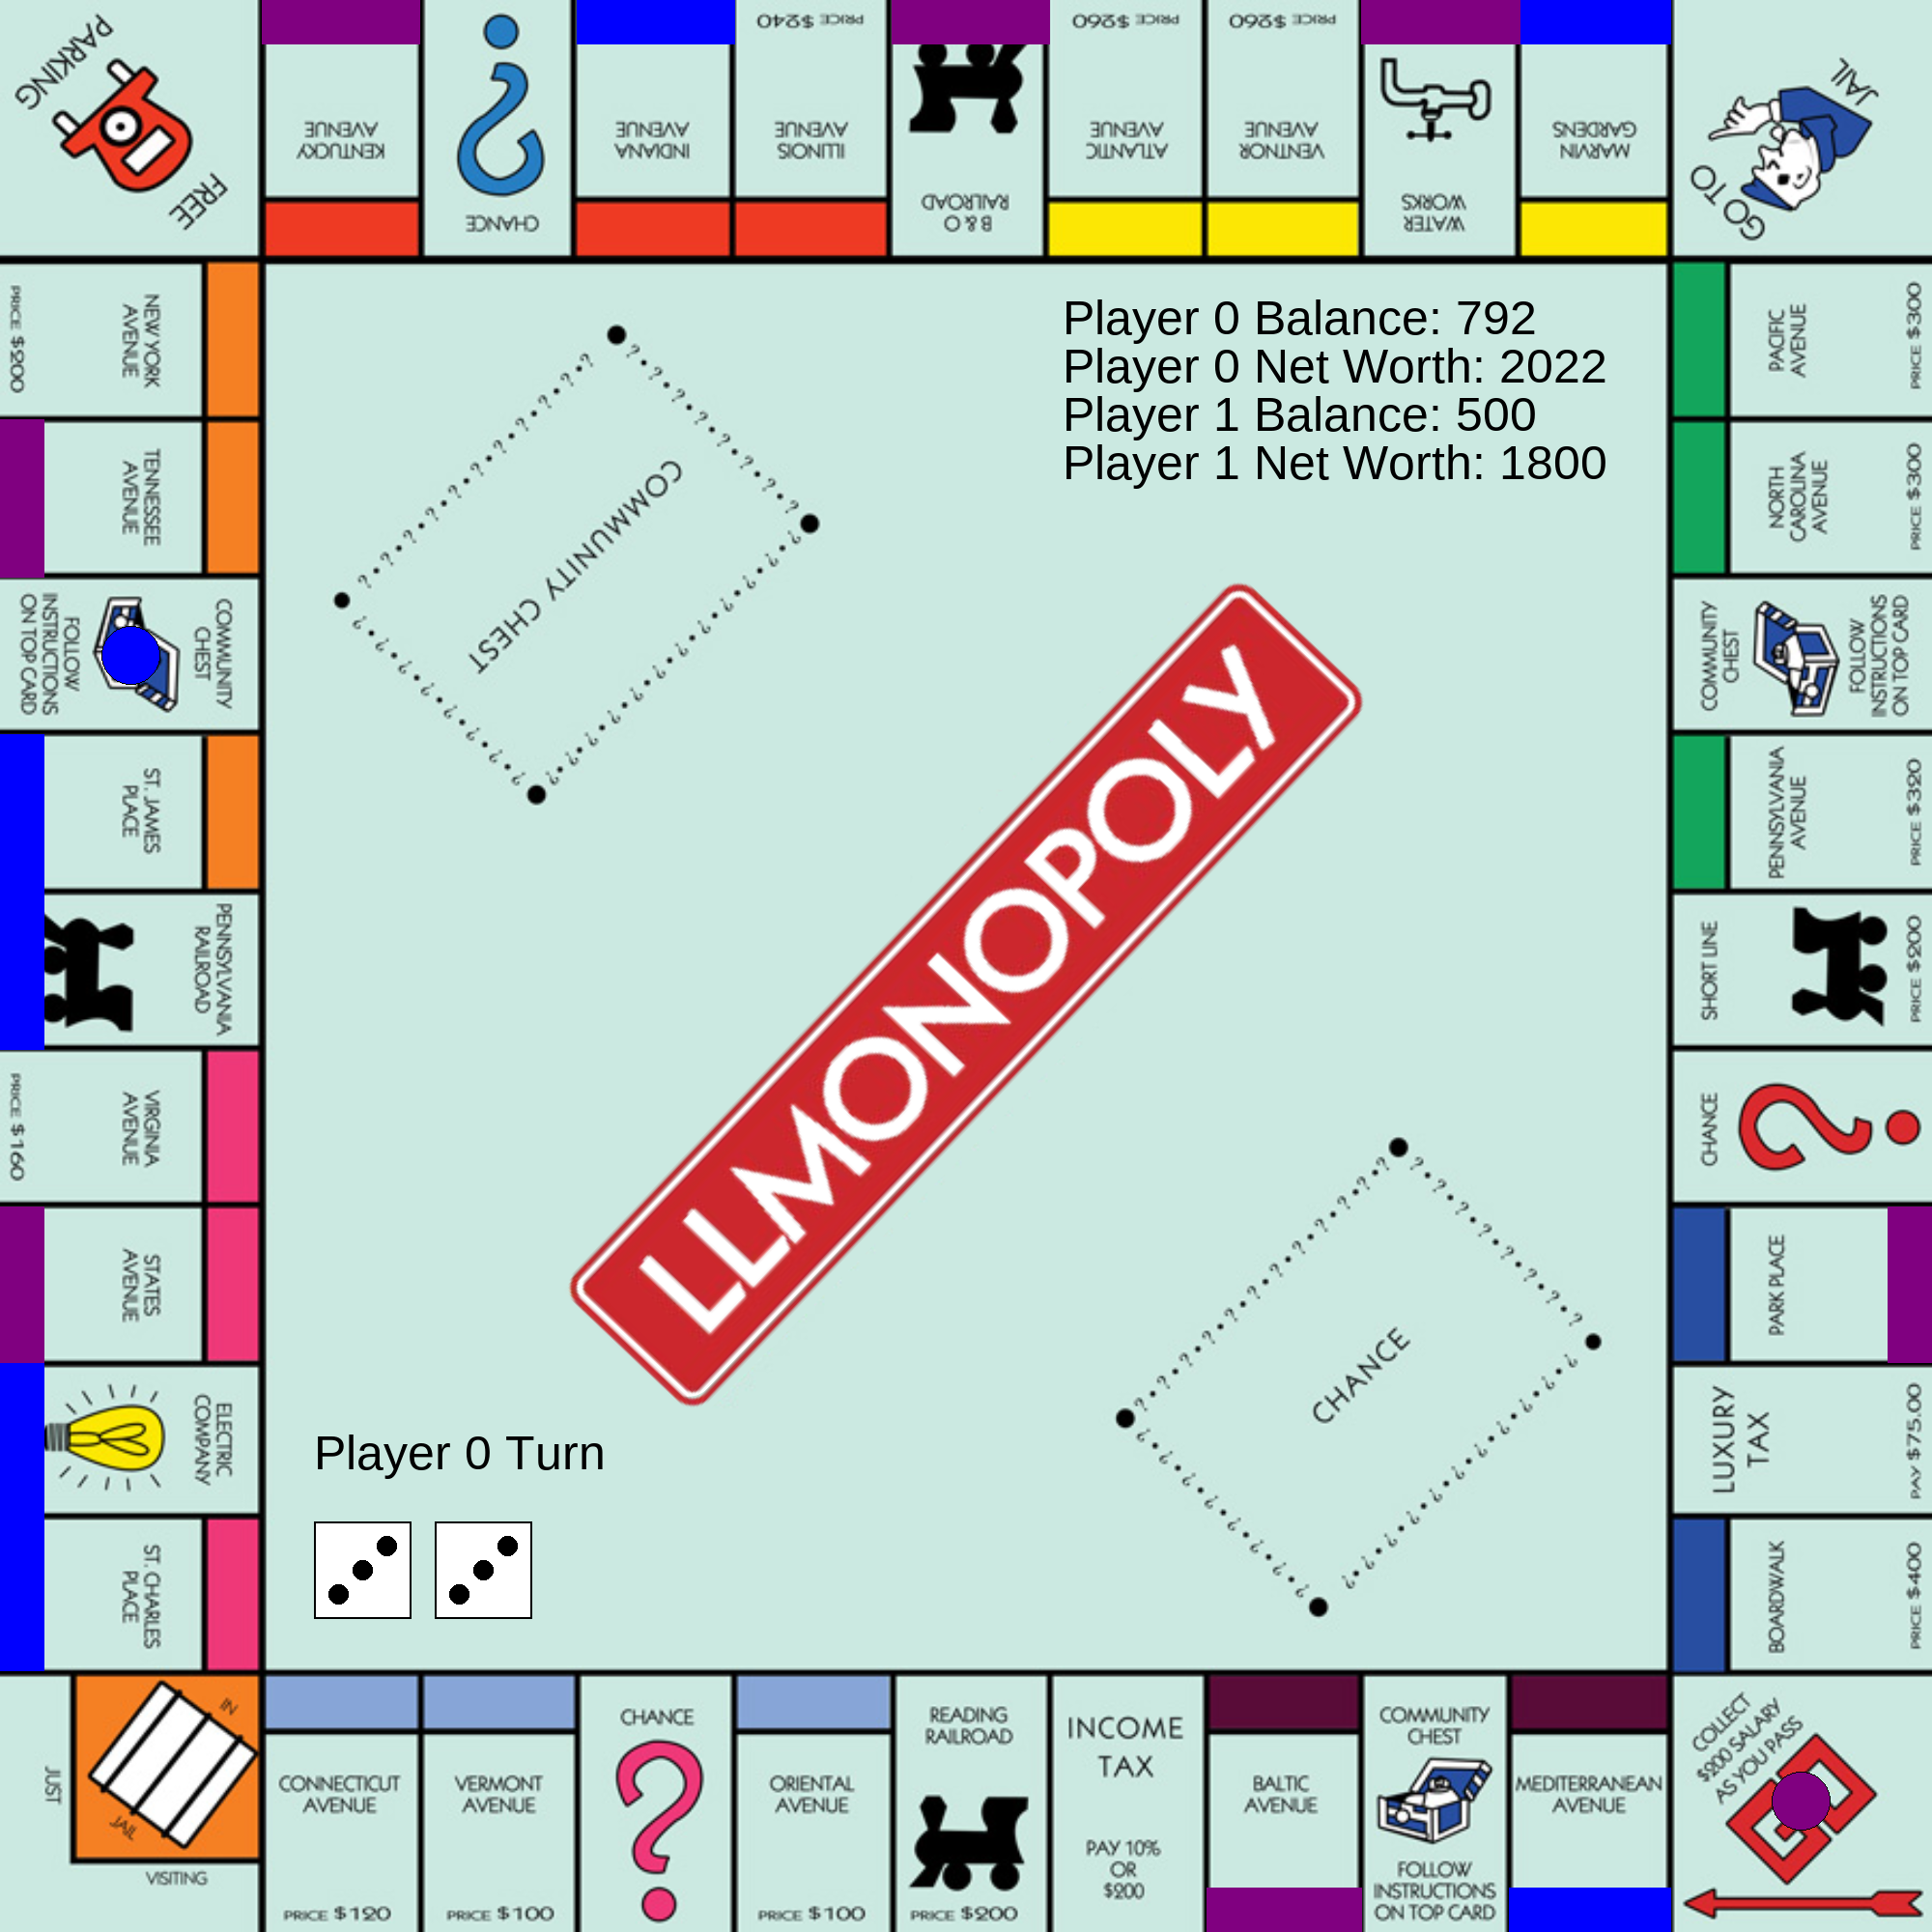 FREE
PARKING
KENTUCKY
AVENUE
CHANCE
INDIANA
AVENUE
ILLINOIS
AVENUE
PRICE $240
B & O
RAILROAD
ATLANTIC
AVENUE
PRICE $260
VENTNOR
AVENUE
PRICE $260
WATER
WORKS
MARVIN
GARDENS
GO TO
JAIL
NEW YORK
AVENUE
PRICE $200
TENNESSEE
AVENUE
COMMUNITY
CHEST
FOLLOW
INSTRUCTIONS
ON TOP CARD
ST. JAMES
PLACE
PENNSYLVANIA
RAILROAD
VIRGINIA
AVENUE
PRICE $160
STATES
AVENUE
ELECTRIC
COMPANY
ST. CHARLES
PLACE
Player 0 Balance: 792
Player 0 Net Worth: 2022
Player 1 Balance: 500
Player 1 Net Worth: 1800
COMMUNITY CHEST
LLMONOPOLY
CHANCE
Player 0 Turn
PACIFIC
AVENUE
PRICE $300
NORTH
CAROLINA
AVENUE
PRICE $300
COMMUNITY
CHEST
FOLLOW
INSTRUCTIONS
ON TOP CARD
PENNSYLVANIA
AVENUE
PRICE $320
SHORT LINE
PRICE $200
CHANCE
PARK PLACE
LUXURY
TAX
PAY $75.00
BOARDWALK
PRICE $400
IN
JAIL
JUST
VISITING
CONNECTICUT
AVENUE
PRICE $120
VERMONT
AVENUE
PRICE $100
CHANCE
ORIENTAL
AVENUE
PRICE $100
READING
RAILROAD
PRICE $200
INCOME
TAX
PAY 10%
OR
$200
BALTIC
AVENUE
COMMUNITY
CHEST
FOLLOW
INSTRUCTIONS
ON TOP CARD
MEDITERRANEAN
AVENUE
COLLECT
$200 SALARY
AS YOU PASS